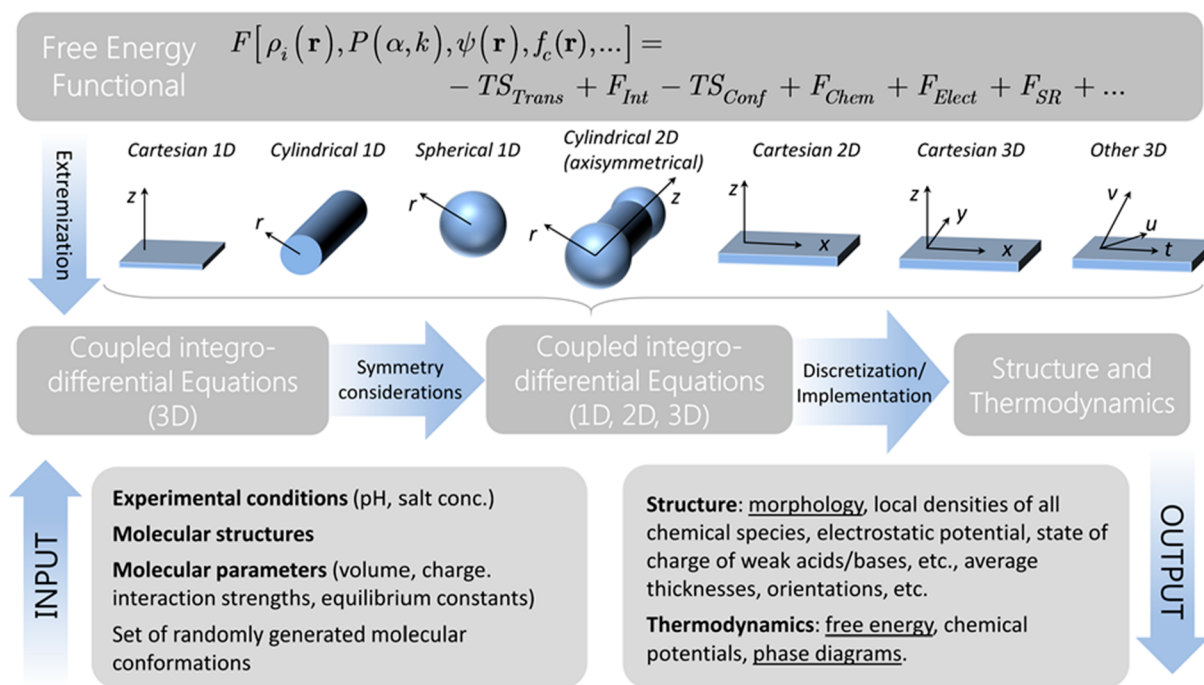 Free Energy
Functional
F[ρ_i(r), P(α,k), ψ(r), f_c(r),...] =
− TS_Trans + F_Int − TS_Conf + F_Chem + F_Elect + F_SR + ...
Extremization
Cartesian 1D
Cylindrical 1D
Spherical 1D
Cylindrical 2D
(axisymmetrical)
Cartesian 2D
Cartesian 3D
Other 3D
z
r
r
r
z
z
x
z
y
x
v
u
t
Coupled integro-
differential Equations
(3D)
Symmetry
considerations
Coupled integro-
differential Equations
(1D, 2D, 3D)
Discretization/
Implementation
Structure and
Thermodynamics
INPUT
Experimental conditions (pH, salt conc.)
Molecular structures
Molecular parameters (volume, charge.
interaction strengths, equilibrium constants)
Set of randomly generated molecular
conformations
Structure: morphology, local densities of all
chemical species, electrostatic potential, state of
charge of weak acids/bases, etc., average
thicknesses, orientations, etc.
Thermodynamics: free energy, chemical
potentials, phase diagrams.
OUTPUT